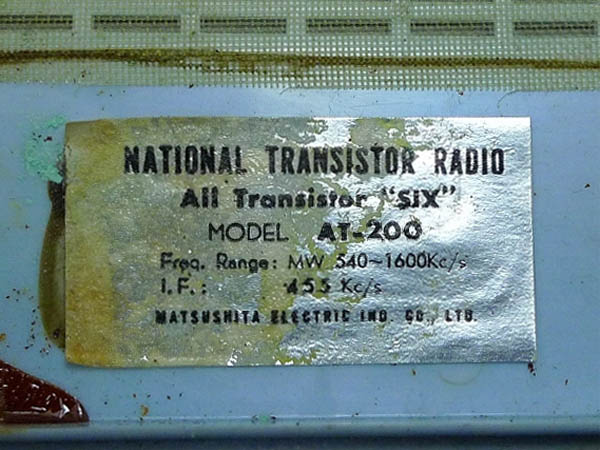 NATIONAL TRANSISTOR RADIO
All Transistor "SIX"
MODEL AT-200
Freq. Range: MW 540~1600Kc/s
I.F.: 455 Kc/s
MATSUSHITA ELECTRIC IND. CO., LTD.